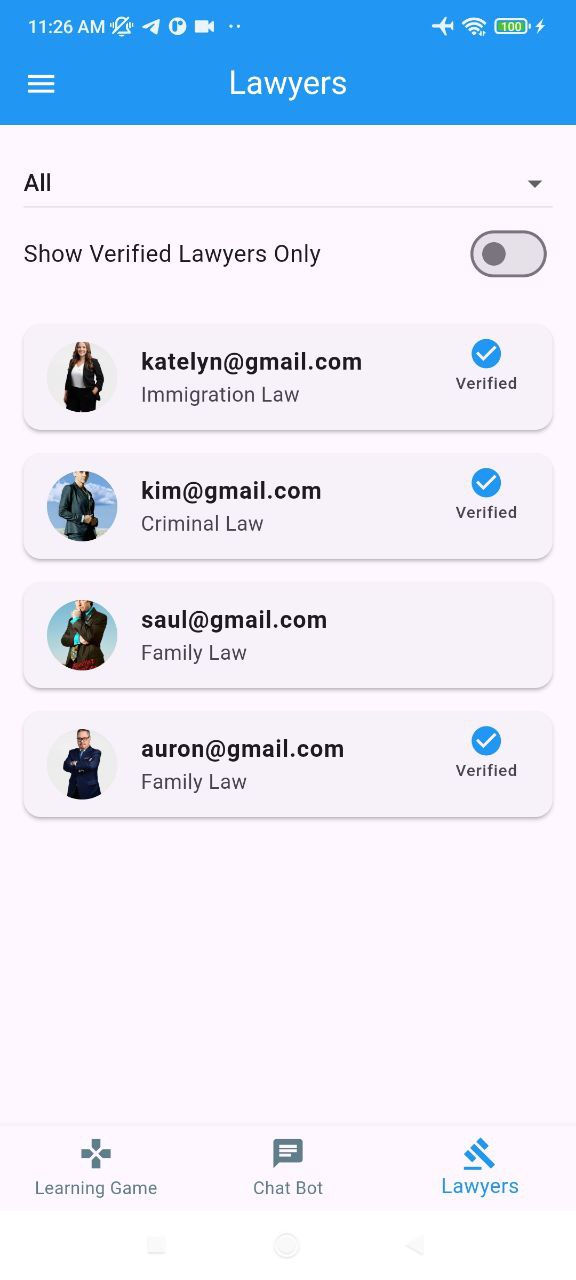 11:26 AM
100
Lawyers
All
Show Verified Lawyers Only
katelyn@gmail.com
Immigration Law
Verified
kim@gmail.com
Criminal Law
Verified
saul@gmail.com
Family Law
auron@gmail.com
Family Law
Verified
Learning Game
Chat Bot
Lawyers